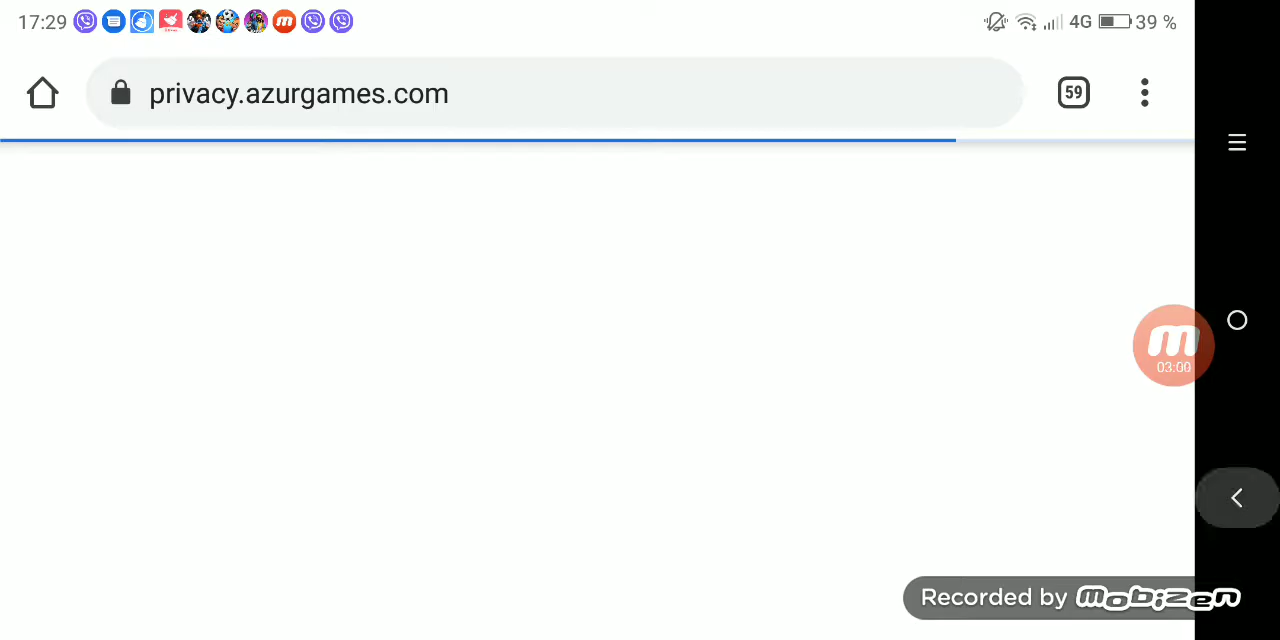 17:29 4G 39 %
privacy.azurgames.com 59
m
03:00
Recorded by mobizen